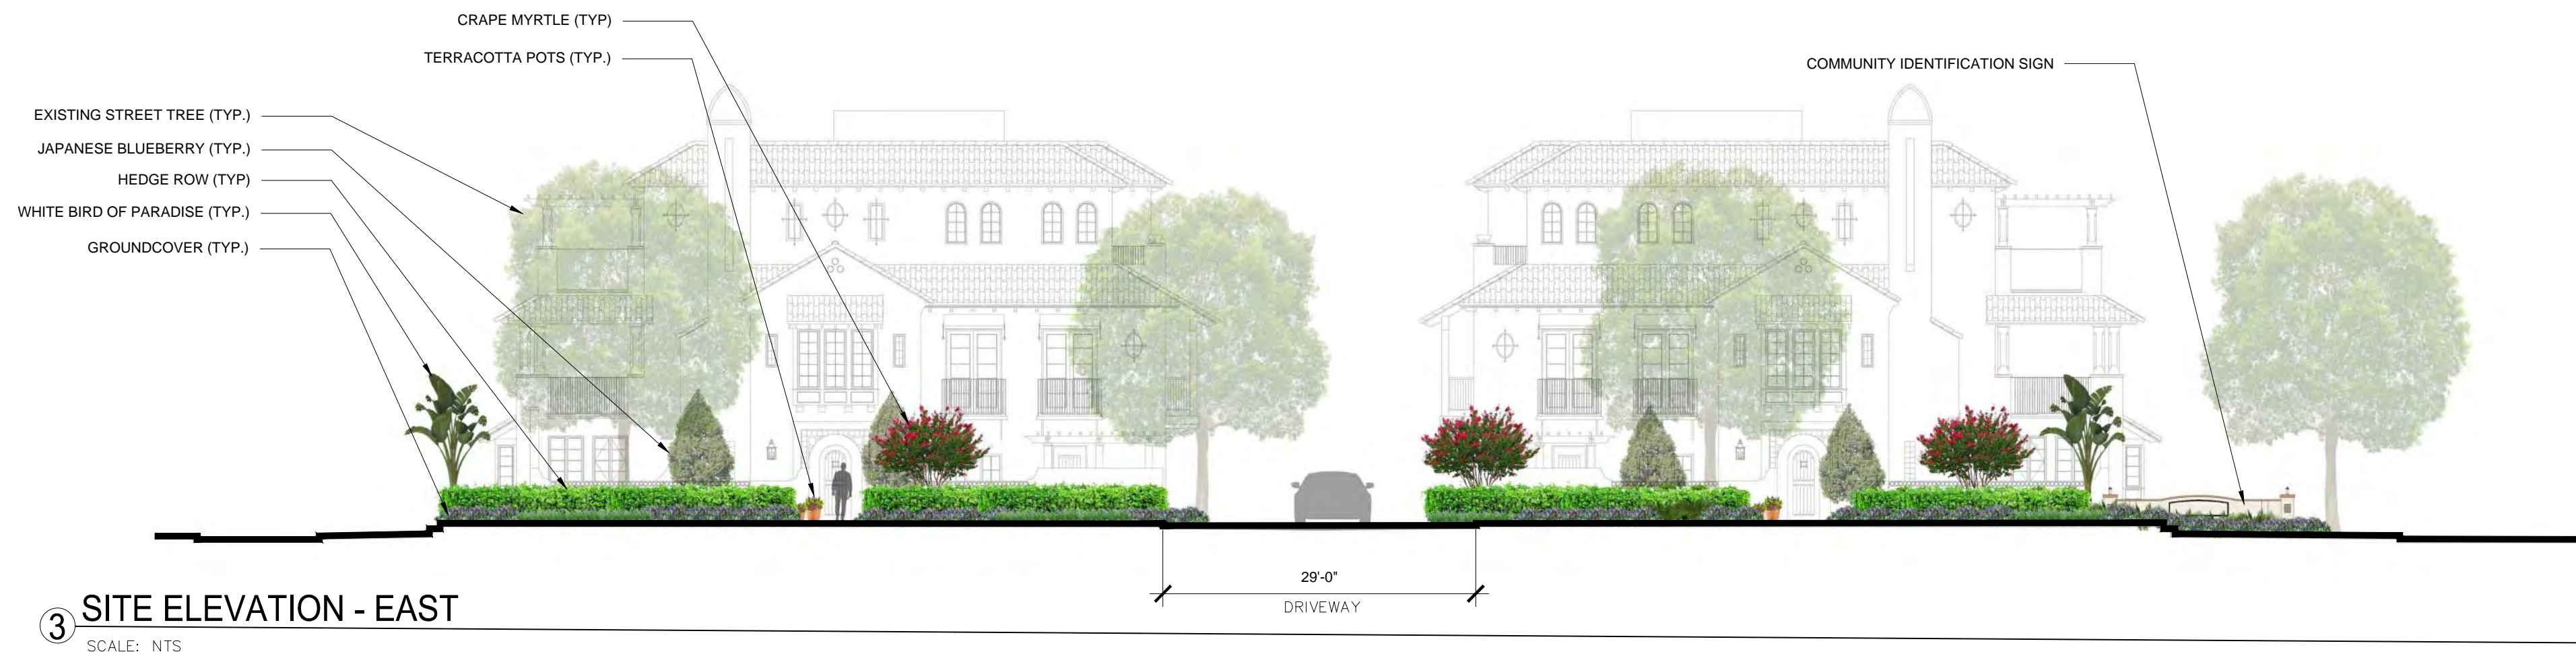 CRAPE MYRTLE (TYP)
TERRACOTTA POTS (TYP.)
COMMUNITY IDENTIFICATION SIGN
EXISTING STREET TREE (TYP.)
JAPANESE BLUEBERRY (TYP.)
HEDGE ROW (TYP)
WHITE BIRD OF PARADISE (TYP.)
GROUNDCOVER (TYP.)
29'-0"
DRIVEWAY
3 SITE ELEVATION - EAST
SCALE: NTS